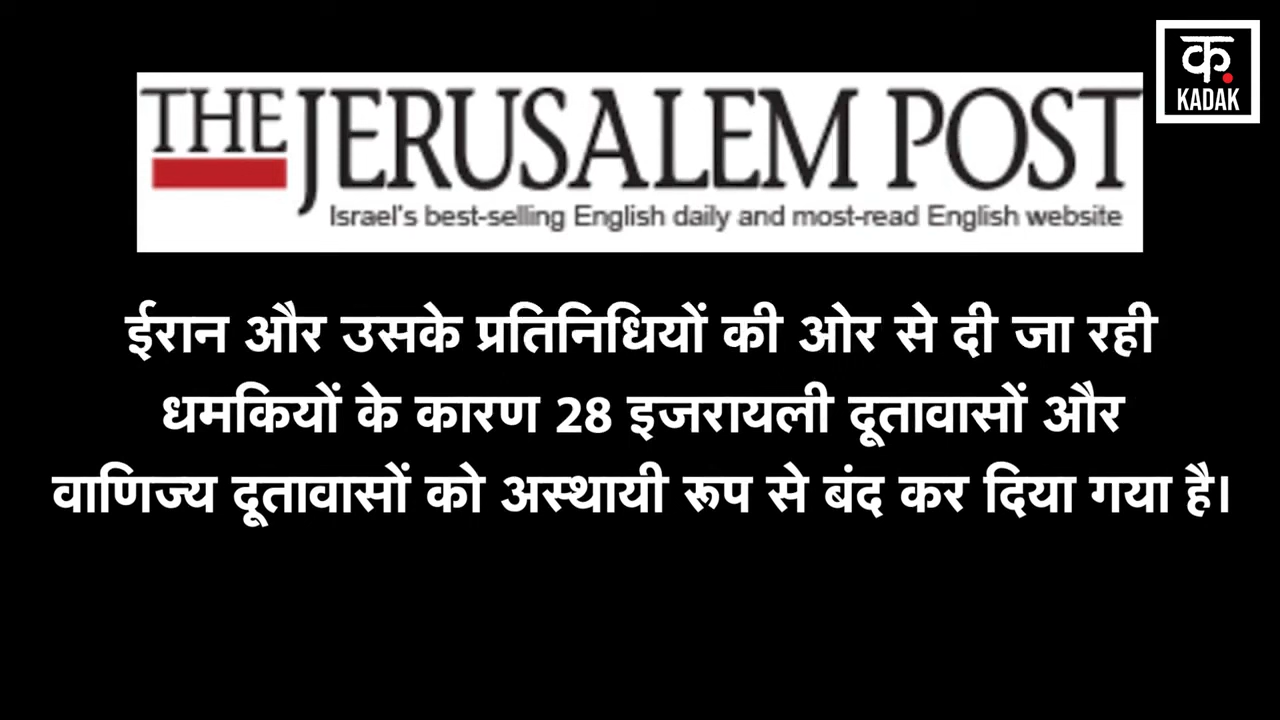 क
KADAK
THE JERUSALEM POST
Israel's best-selling English daily and most-read English website
ईरान और उसके प्रतिनिधियों की ओर से दी जा रही
धमकियों के कारण 28 इजरायली दूतावासों और
वाणिज्य दूतावासों को अस्थायी रूप से बंद कर दिया गया है।